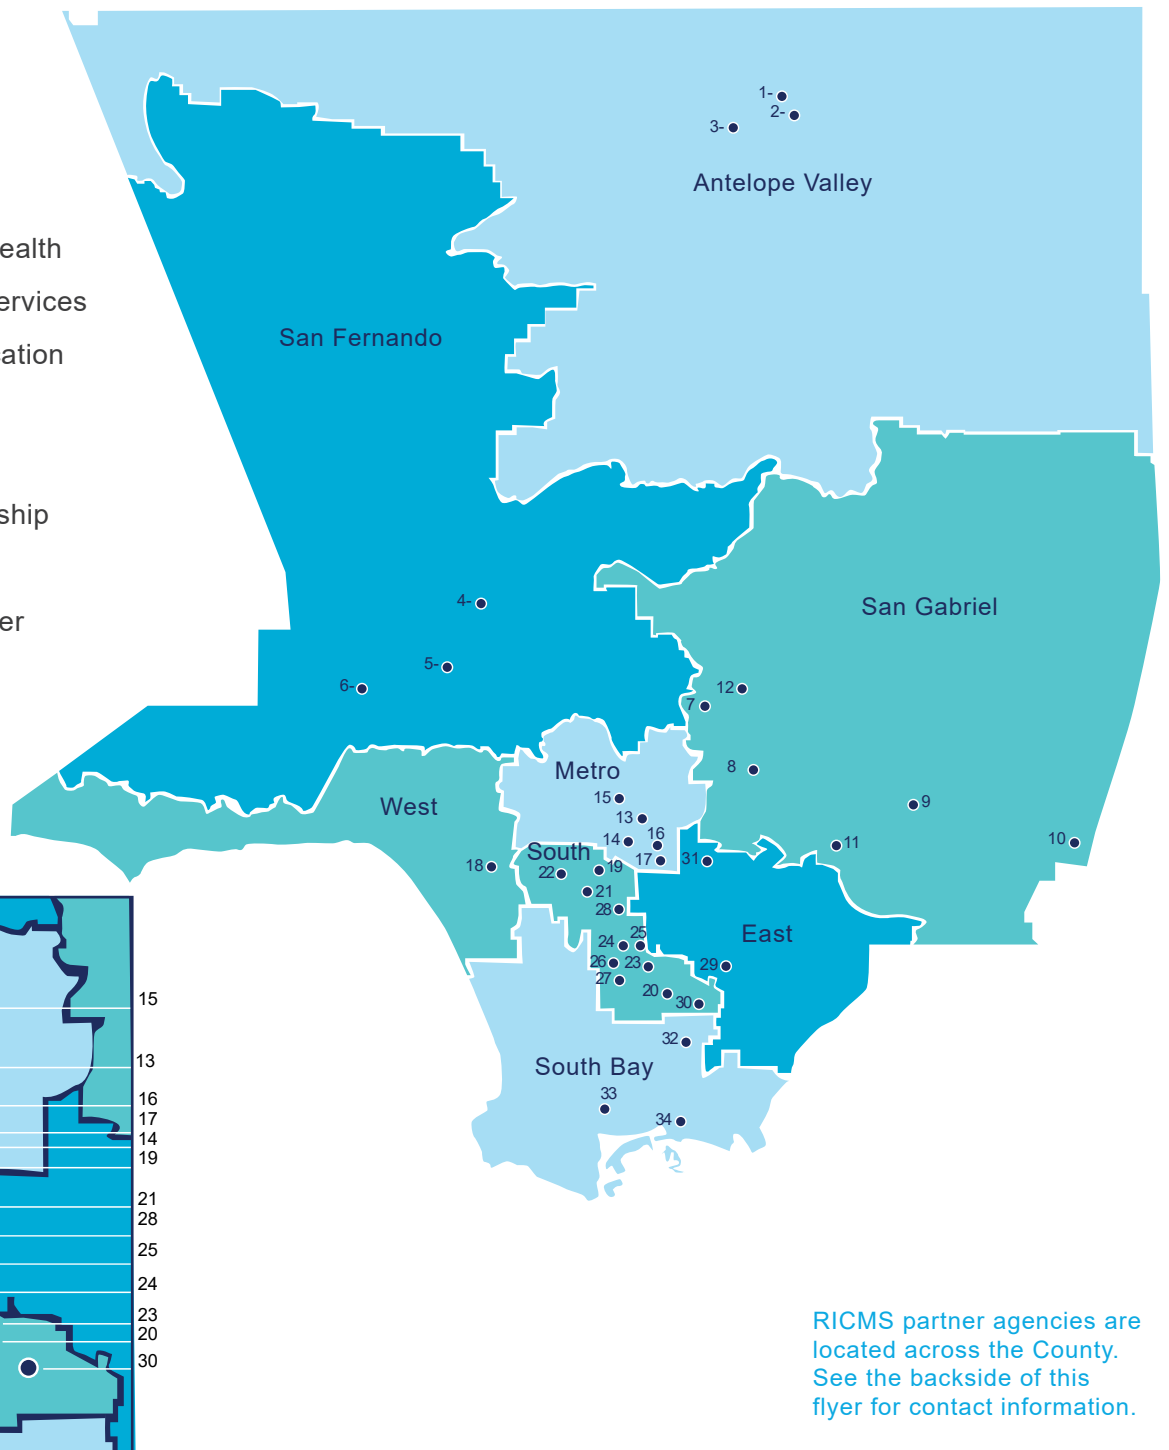 1-
2-
3-
Antelope Valley
ealth
ervices
ation
ship
er
San Fernando
San Gabriel
4-
5-
6-
12
7
8
9
10
11
Metro
15
13
14
16
17
West
18
South
22
19
21
28
31
East
24
25
26
23
27
20
30
29
32
South Bay
33
34
15
13
16
17
14
19
21
28
25
24
23
20
30
RICMS partner agencies are
located across the County.
See the backside of this
flyer for contact information.